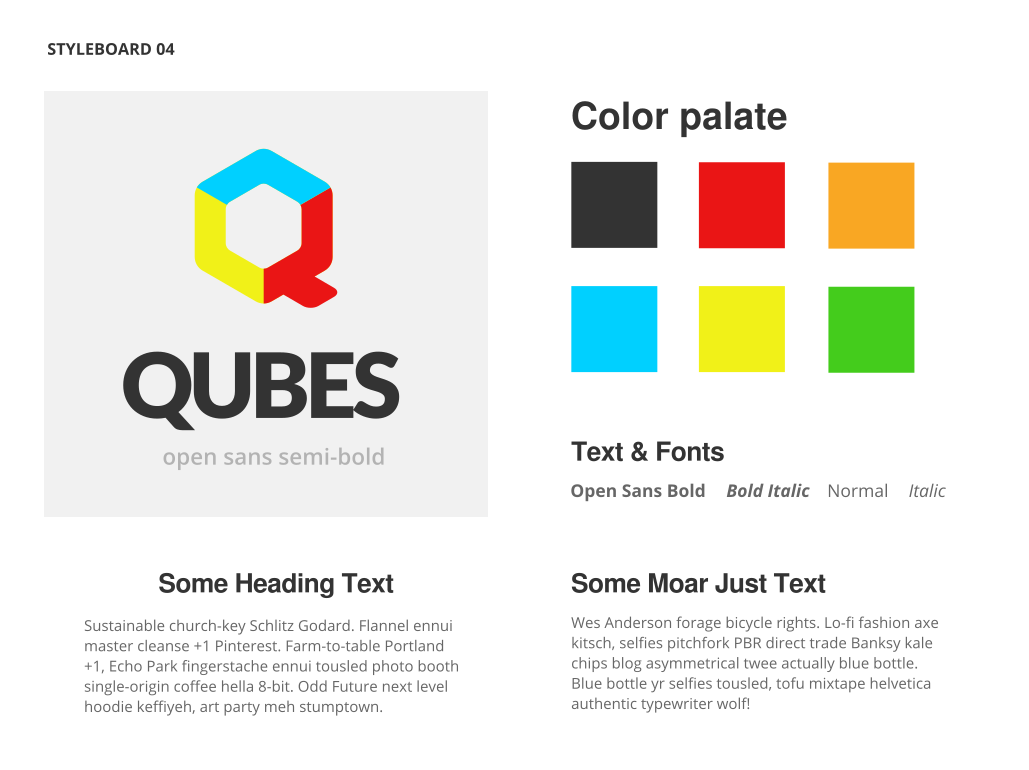 STYLEBOARD 04
QUBES
open sans semi-bold
Color palate
Text & Fonts
Open Sans Bold Bold Italic Normal Italic
Some Heading Text
Sustainable church-key Schlitz Godard. Flannel ennui
master cleanse +1 Pinterest. Farm-to-table Portland
+1, Echo Park fingerstache ennui tousled photo booth
single-origin coffee hella 8-bit. Odd Future next level
hoodie keffiyeh, art party meh stumptown.
Some Moar Just Text
Wes Anderson forage bicycle rights. Lo-fi fashion axe
kitsch, selfies pitchfork PBR direct trade Banksy kale
chips blog asymmetrical twee actually blue bottle.
Blue bottle yr selfies tousled, tofu mixtape helvetica
authentic typewriter wolf!